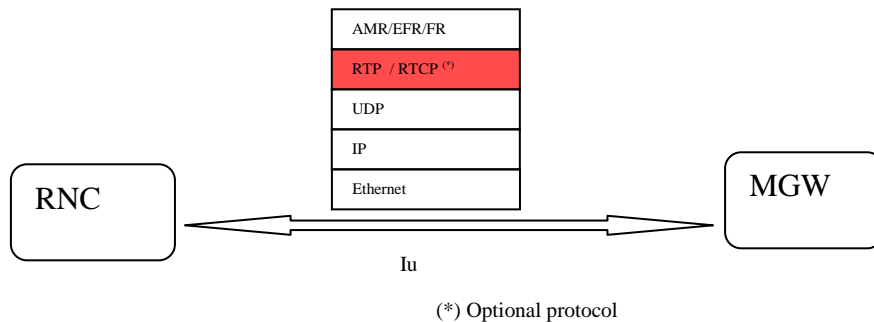 AMR/EFR/FR
RTP / RTCP (*)
UDP
IP
Ethernet
RNC
MGW
Iu
(*) Optional protocol